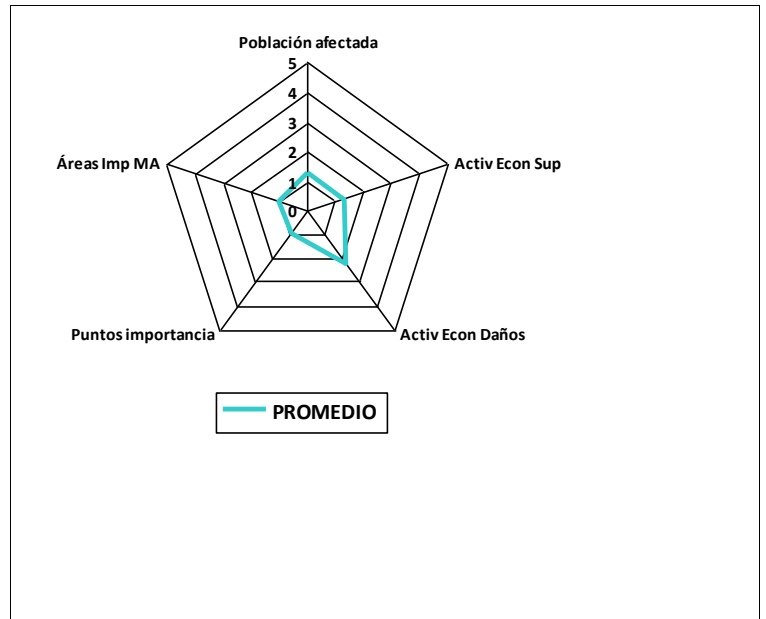 Población afectada
5
4
3
2
1
0
Áreas Imp MA
Activ Econ Sup
Puntos importancia
Activ Econ Daños
PROMEDIO